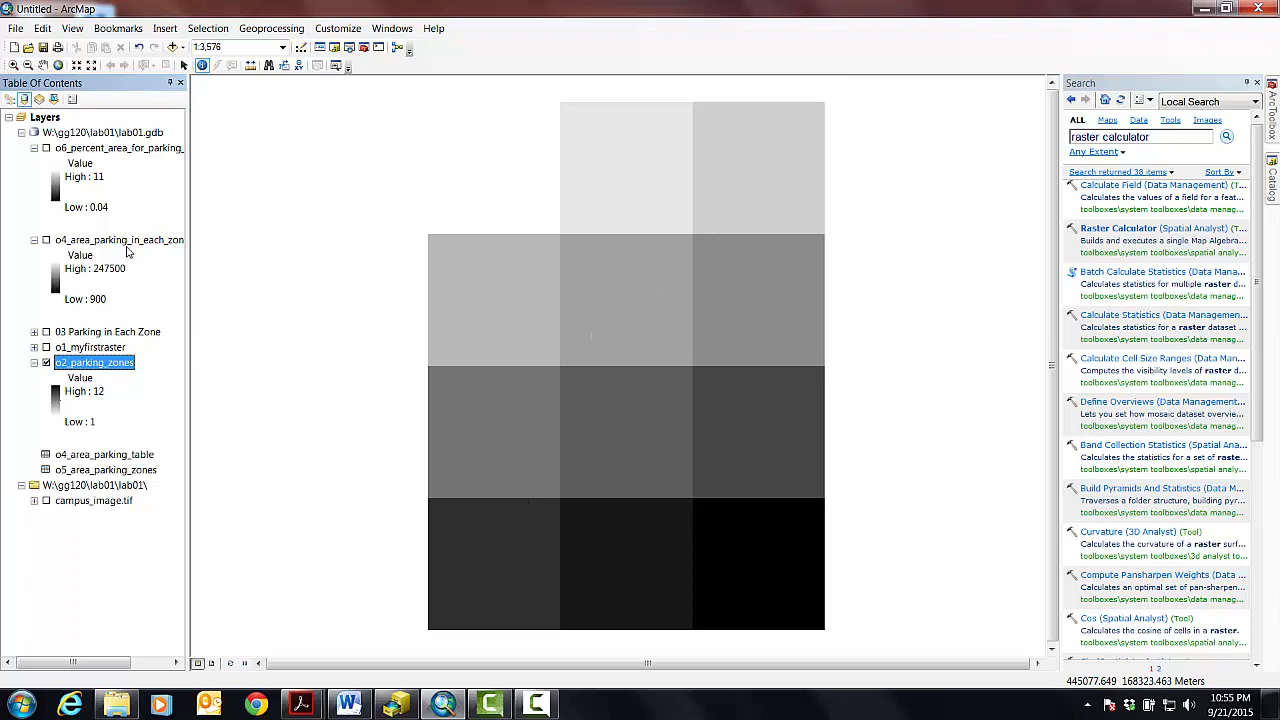 Untitled - ArcMap
File Edit View Bookmarks Insert Selection Geoprocessing Customize Windows Help
1:3,576
Table Of Contents
Layers
W:\gg120\lab01\lab01.gdb
o6_percent_area_for_parking_
Value
High : 11
Low : 0.04
o4_area_parking_in_each_zon
Value
High : 247500
Low : 900
03 Parking in Each Zone
o1_myfirstraster
o2_parking_zones
Value
High : 12
Low : 1
o4_area_parking_table
o5_area_parking_zones
W:\gg120\lab01\lab01\
campus_image.tif
Search
Local Search
ALL Maps Data Tools Images
raster calculator
Any Extent
Search returned 38 items Sort By
Calculate Field (Data Management) (T...
Calculates the values of a field for a feat...
toolboxes\system toolboxes\data manag...
Raster Calculator (Spatial Analyst) (T...
Builds and executes a single Map Algebra...
toolboxes\system toolboxes\spatial analy...
Batch Calculate Statistics (Data Mana...
Calculates statistics for multiple raster d...
toolboxes\system toolboxes\data manag...
Calculate Statistics (Data Management...
Calculates statistics for a raster dataset ...
toolboxes\system toolboxes\data manag...
Calculate Cell Size Ranges (Data Man...
Computes the visibility levels of raster d...
toolboxes\system toolboxes\data manag...
Define Overviews (Data Management...
Lets you set how mosaic dataset overvie...
toolboxes\system toolboxes\data manag...
Band Collection Statistics (Spatial Ana...
Calculates the statistics for a set of raster
toolboxes\system toolboxes\spatial analy...
Build Pyramids And Statistics (Data M...
Traverses a folder structure, building pyr...
toolboxes\system toolboxes\data manag...
Curvature (3D Analyst) (Tool)
Calculates the curvature of a raster surf...
toolboxes\system toolboxes\3d analyst to...
Compute Pansharpen Weights (Data ...
Calculates an optimal set of pan-sharpen...
toolboxes\system toolboxes\data manag...
Cos (Spatial Analyst) (Tool)
Calculates the cosine of cells in a raster.
toolboxes\system toolboxes\spatial analy...
1 2
ArcToolbox
Catalog
445077.649 168323.463 Meters
10:55 PM
9/21/2015